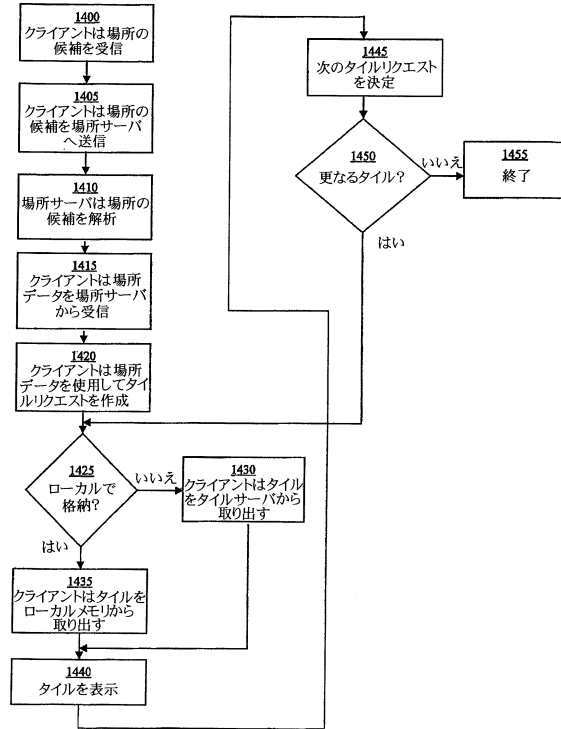 1400
クライアントは場所の
候補を受信
1405
クライアントは場所の
候補を場所サーバ
へ送信
1410
場所サーバは場所の
候補を解析
1415
クライアントは場所
データを場所サーバ
から受信
1420
クライアントは場所
データを使用してタイ
ルリクエストを作成
1425
ローカルで
格納?
いいえ
はい
1430
クライアントはタイル
をタイルサーバから
取り出す
1435
クライアントはタイルを
ローカルメモリから
取り出す
1440
タイルを表示
1445
次のタイルリクエスト
を決定
1450
更なるタイル?
いいえ
はい
1455
終了